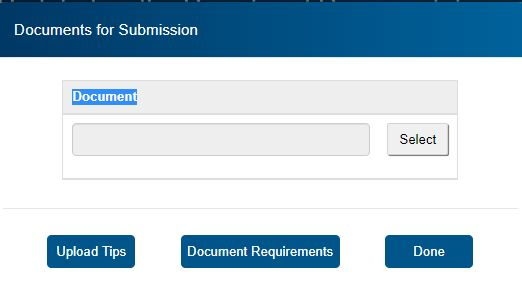 Documents for Submission
Document
Select
Upload Tips
Document Requirements
Done